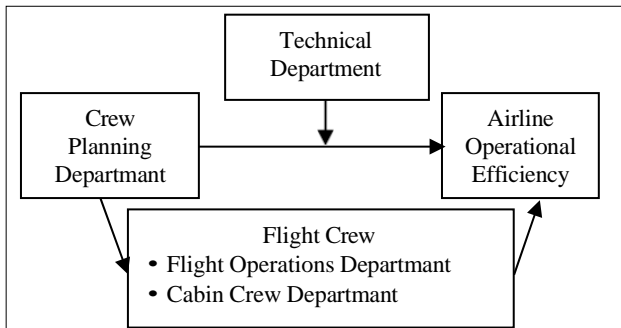 Technical
Department
Crew
Planning
Departmant
Airline
Operational
Efficiency
Flight Crew
• Flight Operations Departmant
• Cabin Crew Departmant